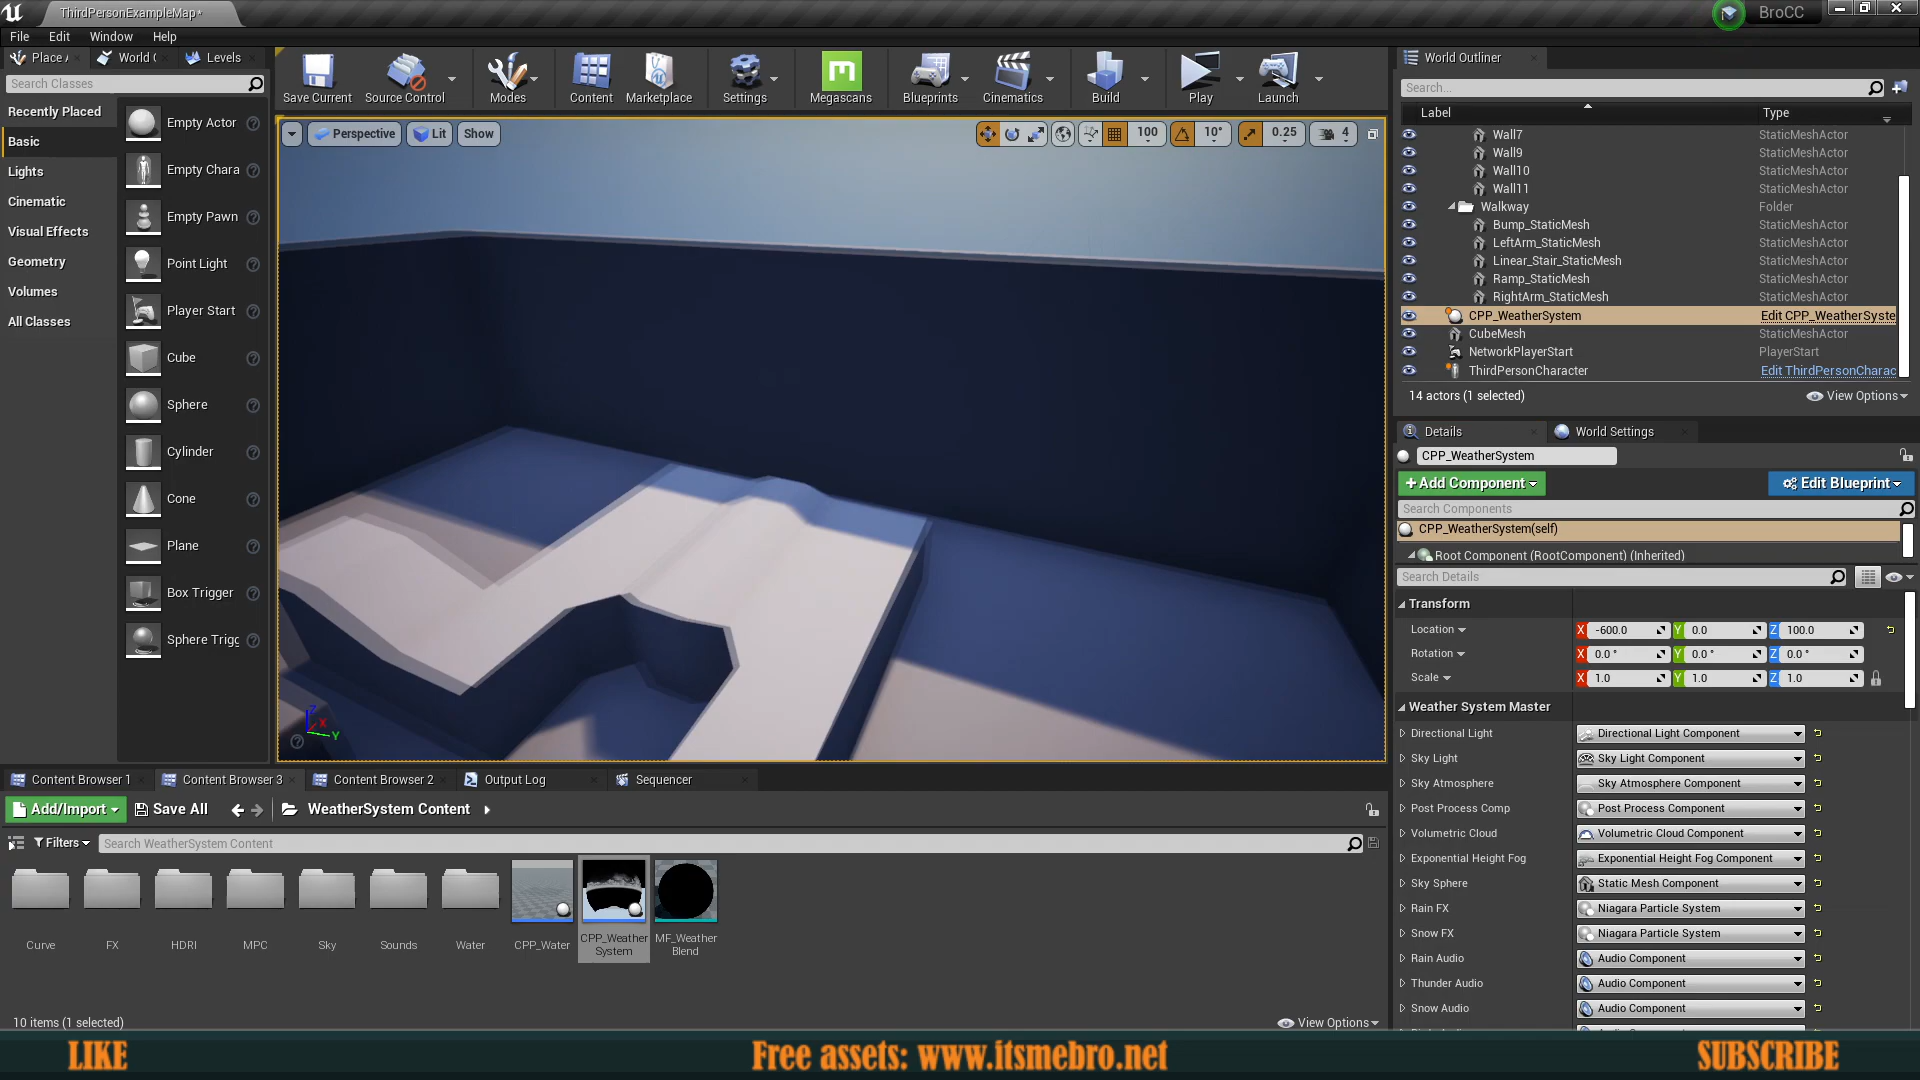 ThirdPersonExampleMap*
BroCC
File
Edit
Window
Help
Place A
World C
Levels
Search Classes
Recently Placed
Basic
Lights
Cinematic
Visual Effects
Geometry
Volumes
All Classes
Empty Actor
Empty Chara
Empty Pawn
Point Light
Player Start
Cube
Sphere
Cylinder
Cone
Plane
Box Trigger
Sphere Trigg
Save Current
Source Control
Modes
Content
Marketplace
Settings
Megascans
Blueprints
Cinematics
Build
Play
Launch
Perspective
Lit
Show
100
10°
0.25
4
Z
X
Y
World Outliner
Search...
Label
Type
Wall7 StaticMeshActor
Wall9 StaticMeshActor
Wall10 StaticMeshActor
Wall11 StaticMeshActor
Walkway Folder
Bump_StaticMesh StaticMeshActor
LeftArm_StaticMesh StaticMeshActor
Linear_Stair_StaticMesh StaticMeshActor
Ramp_StaticMesh StaticMeshActor
RightArm_StaticMesh StaticMeshActor
CPP_WeatherSystem Edit CPP_WeatherSyste
CubeMesh StaticMeshActor
NetworkPlayerStart PlayerStart
ThirdPersonCharacter Edit ThirdPersonCharac
14 actors (1 selected)
View Options
Details
World Settings
CPP_WeatherSystem
+Add Component
Edit Blueprint
Search Components
CPP_WeatherSystem(self)
Root Component (RootComponent) (Inherited)
Search Details
Transform
Location X -600.0 Y 0.0 Z 100.0
Rotation X 0.0° Y 0.0° Z 0.0°
Scale X 1.0 Y 1.0 Z 1.0
Weather System Master
Directional Light Directional Light Component
Sky Light Sky Light Component
Sky Atmosphere Sky Atmosphere Component
Post Process Comp Post Process Component
Volumetric Cloud Volumetric Cloud Component
Exponential Height Fog Exponential Height Fog Component
Sky Sphere Static Mesh Component
Rain FX Niagara Particle System
Snow FX Niagara Particle System
Rain Audio Audio Component
Thunder Audio Audio Component
Snow Audio Audio Component
Content Browser 1
Content Browser 3
Content Browser 2
Output Log
Sequencer
Add/Import
Save All
WeatherSystem Content
Filters
Search WeatherSystem Content
Curve
FX
HDRI
MPC
Sky
Sounds
Water
CPP_Water
CPP_Weather
System
MF_Weather
Blend
10 items (1 selected)
View Options
LIKE
Free assets: www.itsmebro.net
SUBSCRIBE